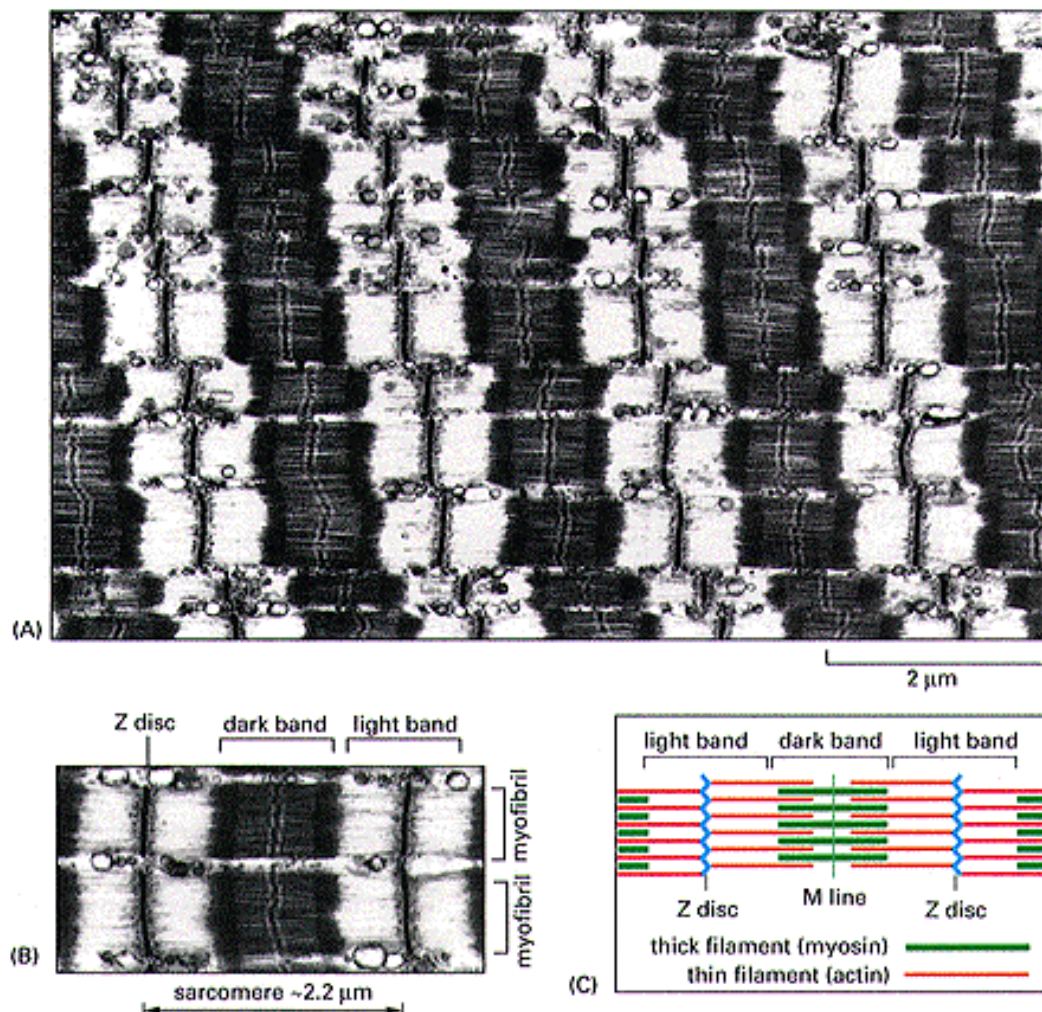 (A)
2 µm
Z disc
dark band
light band
myofibril
myofibril
(B)
sarcomere ~2.2 µm
light band
dark band
light band
Z disc
M line
Z disc
thick filament (myosin)
thin filament (actin)
(C)